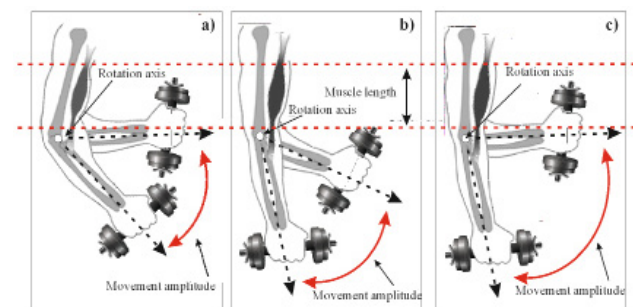 a)
Rotation axis
Movement amplitude
b)
Muscle length
Rotation axis
Movement amplitude
c)
Rotation axis
Movement amplitude